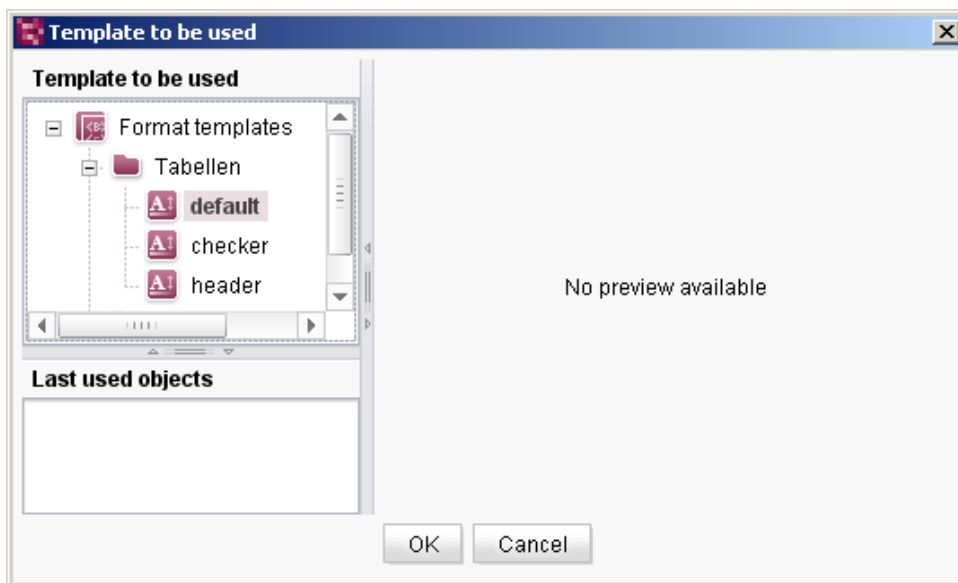 Template to be used
Template to be used
Format templates
Tabellen
default
checker
header
No preview available
Last used objects
OK Cancel